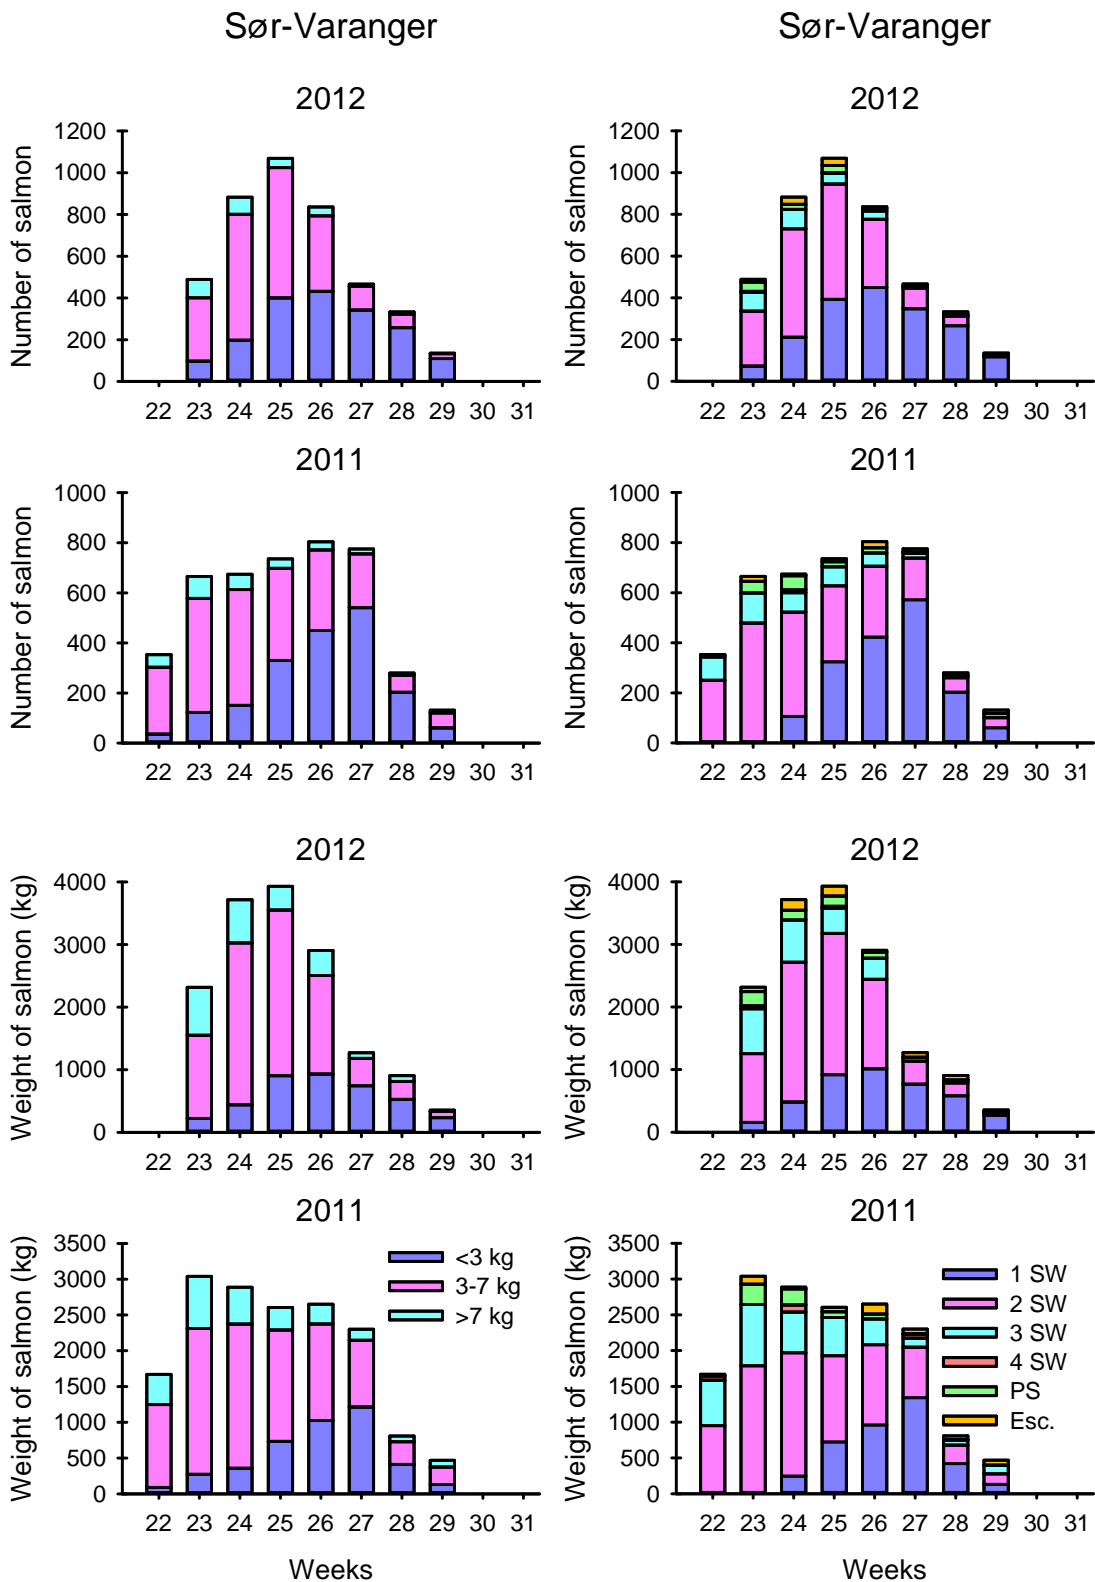 Sør-Varanger
Sør-Varanger
2012
1200
1000
800
600
400
200
0
Number of salmon
22 23 24 25 26 27 28 29 30 31
2012
1200
1000
800
600
400
200
0
Number of salmon
22 23 24 25 26 27 28 29 30 31
2011
1000
800
600
400
200
0
Number of salmon
22 23 24 25 26 27 28 29 30 31
2011
1000
800
600
400
200
0
Number of salmon
22 23 24 25 26 27 28 29 30 31
2012
4000
3000
2000
1000
0
Weight of salmon (kg)
22 23 24 25 26 27 28 29 30 31
2012
4000
3000
2000
1000
0
Weight of salmon (kg)
22 23 24 25 26 27 28 29 30 31
2011
3500
3000
2500
2000
1500
1000
500
0
Weight of salmon (kg)
<3 kg
3-7 kg
>7 kg
22 23 24 25 26 27 28 29 30 31
Weeks
2011
3500
3000
2500
2000
1500
1000
500
0
Weight of salmon (kg)
1 SW
2 SW
3 SW
4 SW
PS
Esc.
22 23 24 25 26 27 28 29 30 31
Weeks